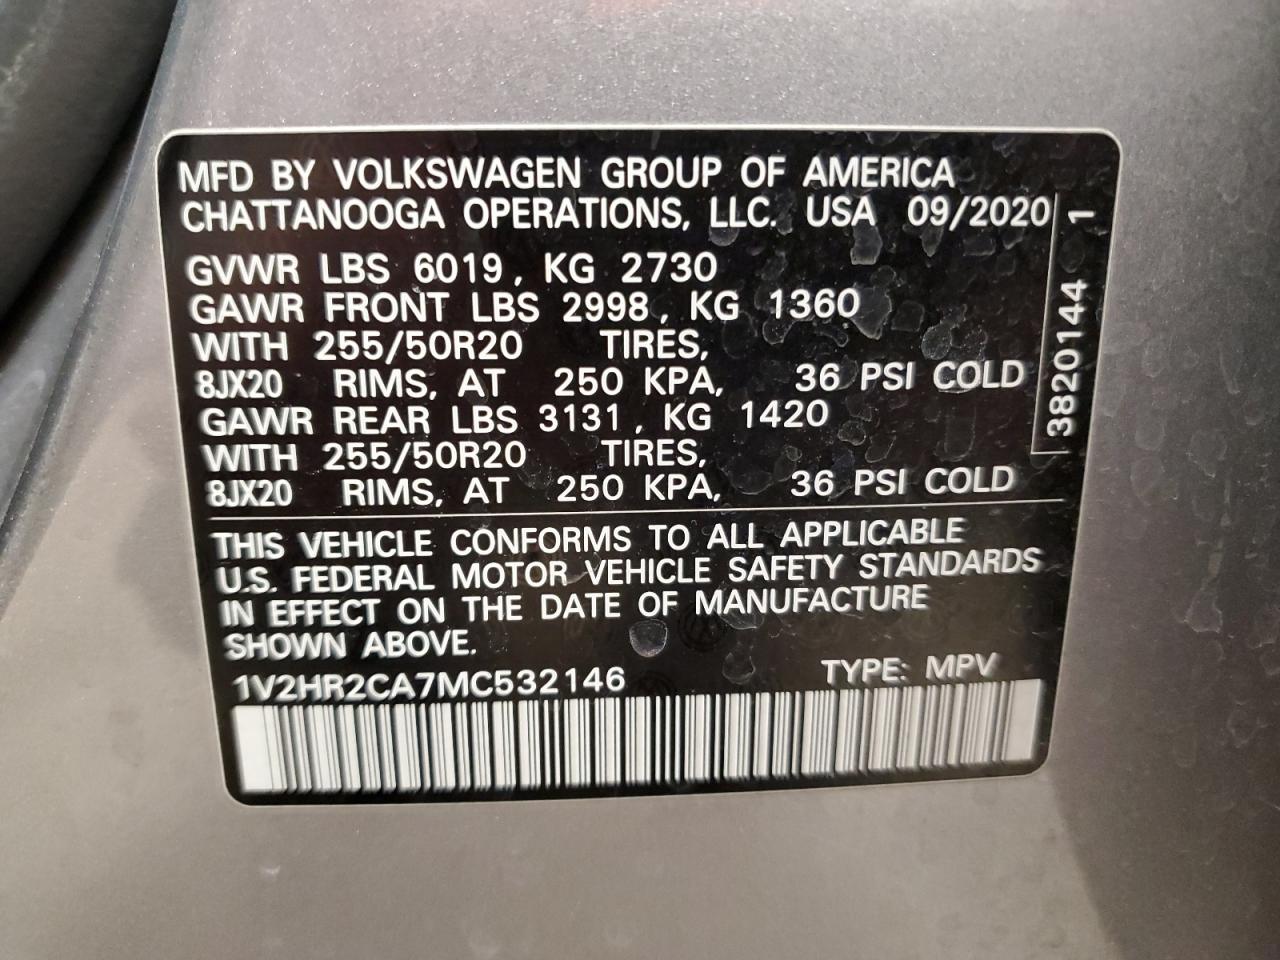 MFD BY VOLKSWAGEN GROUP OF AMERICA
CHATTANOOGA OPERATIONS, LLC. USA 09/2020
GVWR LBS 6019, KG 2730
GAWR FRONT LBS 2998, KG 1360
WITH 255/50R20 TIRES,
8JX20 RIMS, AT 250 KPA, 36 PSI COLD
GAWR REAR LBS 3131, KG 1420
WITH 255/50R20 TIRES,
8JX20 RIMS, AT 250 KPA, 36 PSI COLD
THIS VEHICLE CONFORMS TO ALL APPLICABLE
U.S. FEDERAL MOTOR VEHICLE SAFETY STANDARDS
IN EFFECT ON THE DATE OF MANUFACTURE
SHOWN ABOVE.
1V2HR2CA7MC532146 TYPE: MPV
3820144 1